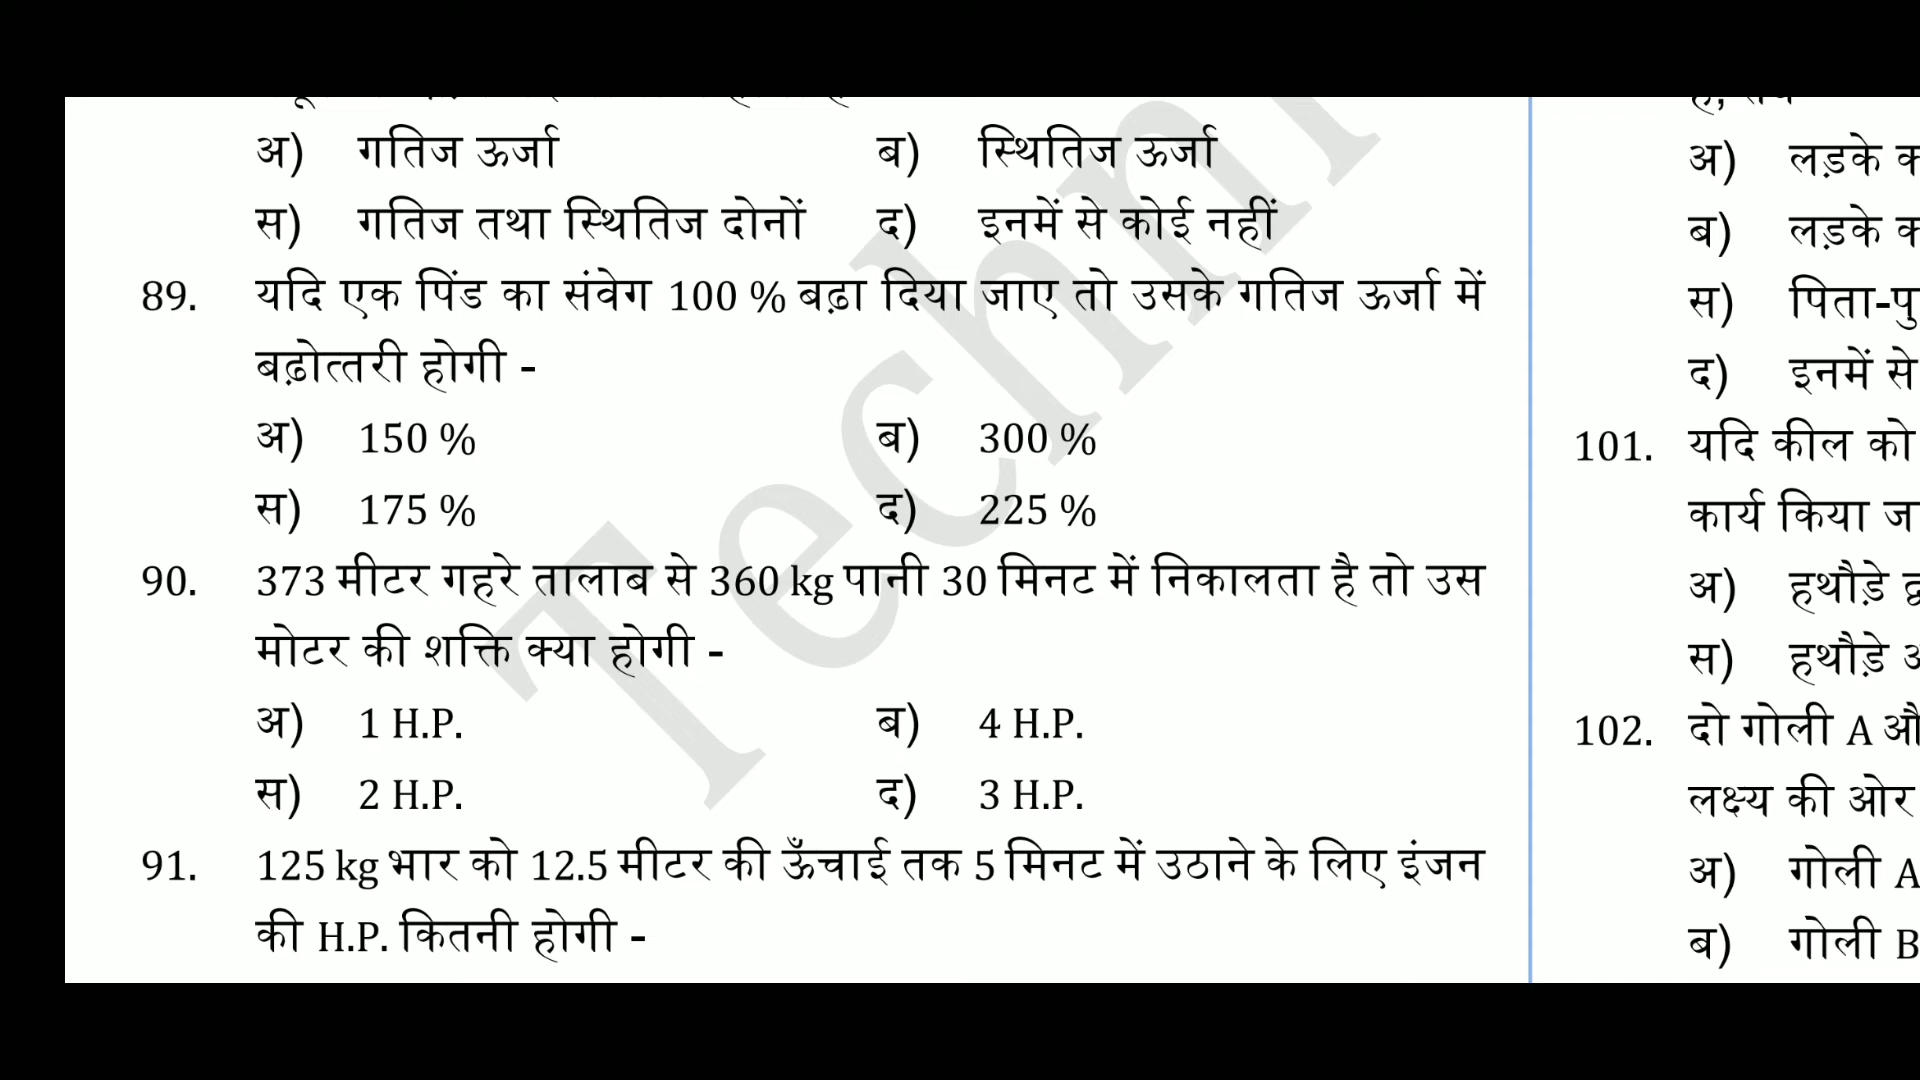 अ) गतिज ऊर्जा ब) स्थितिज ऊर्जा
स) गतिज तथा स्थितिज दोनों द) इनमें से कोई नहीं
89. यदि एक पिंड का संवेग 100 % बढ़ा दिया जाए तो उसके गतिज ऊर्जा में
बढ़ोत्तरी होगी -
अ) 150 % ब) 300 %
स) 175 % द) 225 %
90. 373 मीटर गहरे तालाब से 360 kg पानी 30 मिनट में निकालता है तो उस
मोटर की शक्ति क्या होगी -
अ) 1 H.P. ब) 4 H.P.
स) 2 H.P. द) 3 H.P.
91. 125 kg भार को 12.5 मीटर की ऊँचाई तक 5 मिनट में उठाने के लिए इंजन
की H.P. कितनी होगी -
अ) लड़के
ब) लड़के
स) पिता-पु
द) इनमें से
101. यदि कील को
कार्य किया
अ) हथौड़े
स) हथौड़े
102. दो गोली A
लक्ष्य की ओर
अ) गोली A
ब) गोली B
Techn